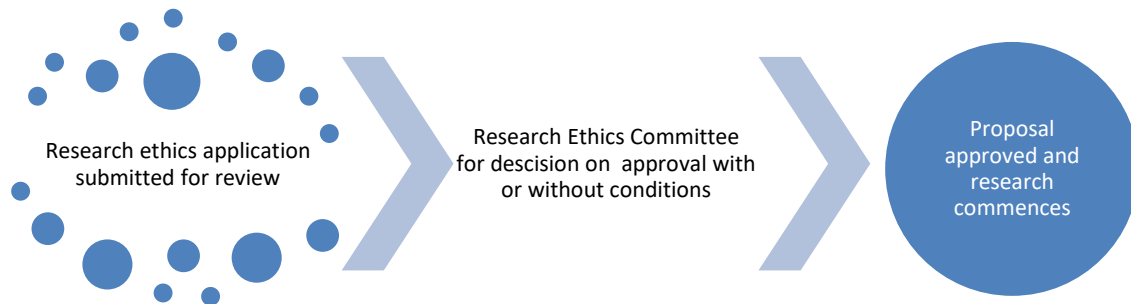 Research ethics application
submitted for review
Research Ethics Committee
for descision on approval with
or without conditions
Proposal
approved and
research
commences